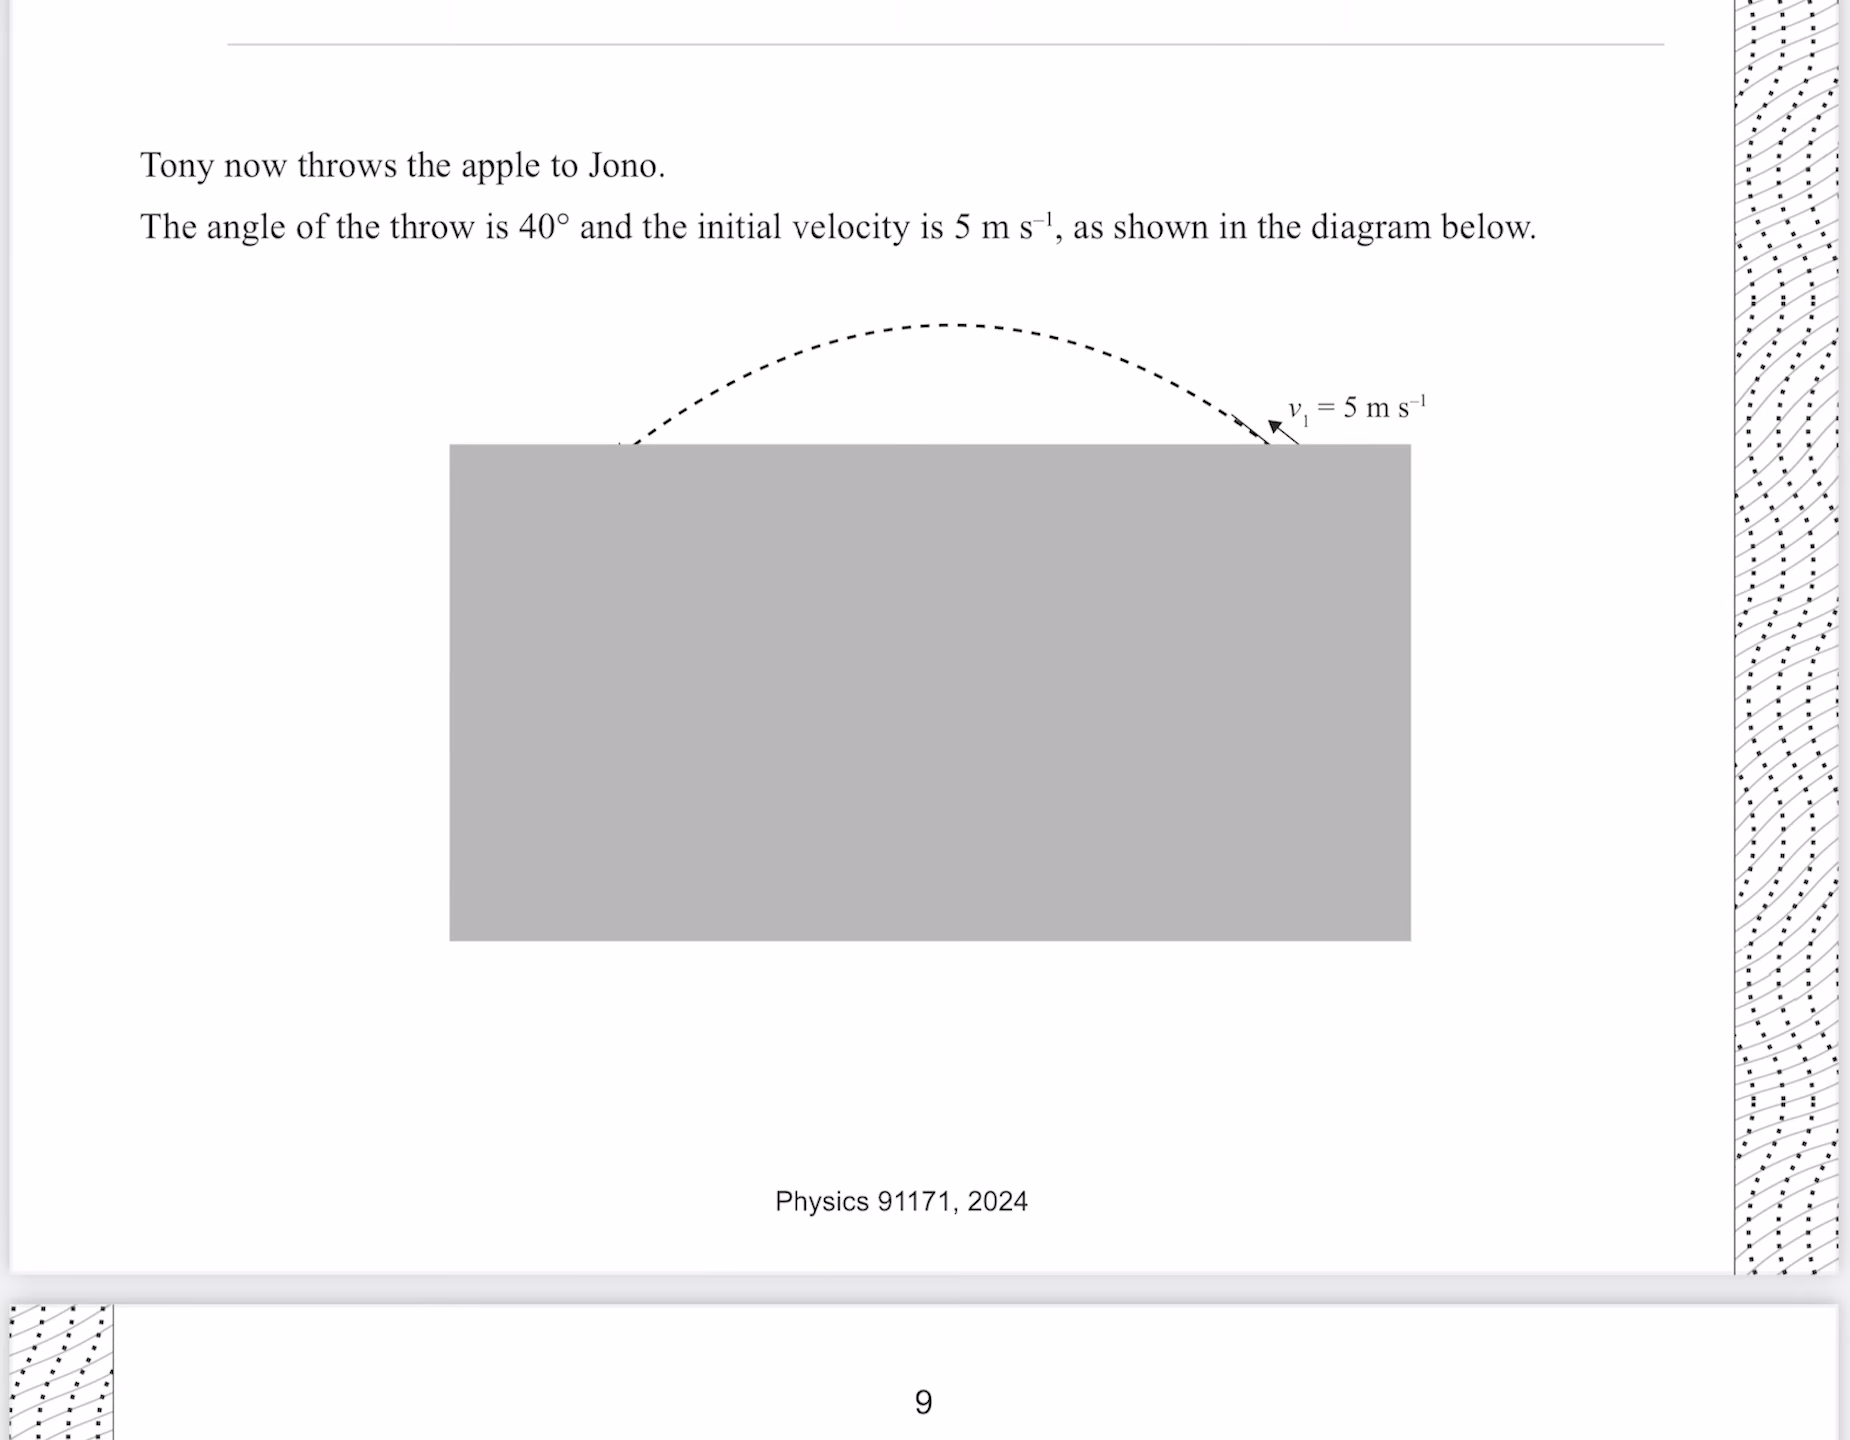 Tony now throws the apple to Jono.
The angle of the throw is 40° and the initial velocity is 5 m s⁻¹, as shown in the diagram below.
v₁ = 5 m s⁻¹
Physics 91171, 2024
9